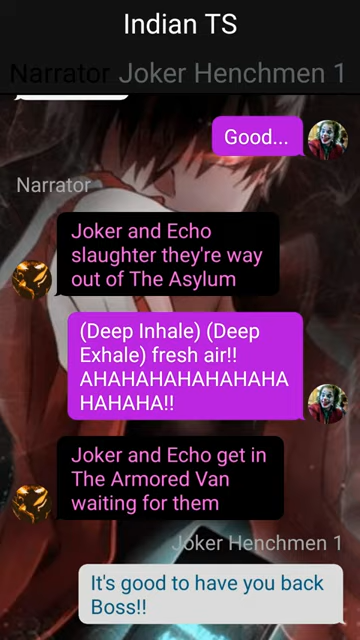 Indian TS
Narrator Joker Henchmen 1
Good...
Narrator
Joker and Echo
slaughter they're way
out of The Asylum
(Deep Inhale) (Deep
Exhale) fresh air!!
AHAHAHAHAHAHAHA
HAHAHA!!
Joker and Echo get in
The Armored Van
waiting for them
Joker Henchmen 1
It's good to have you back
Boss!!